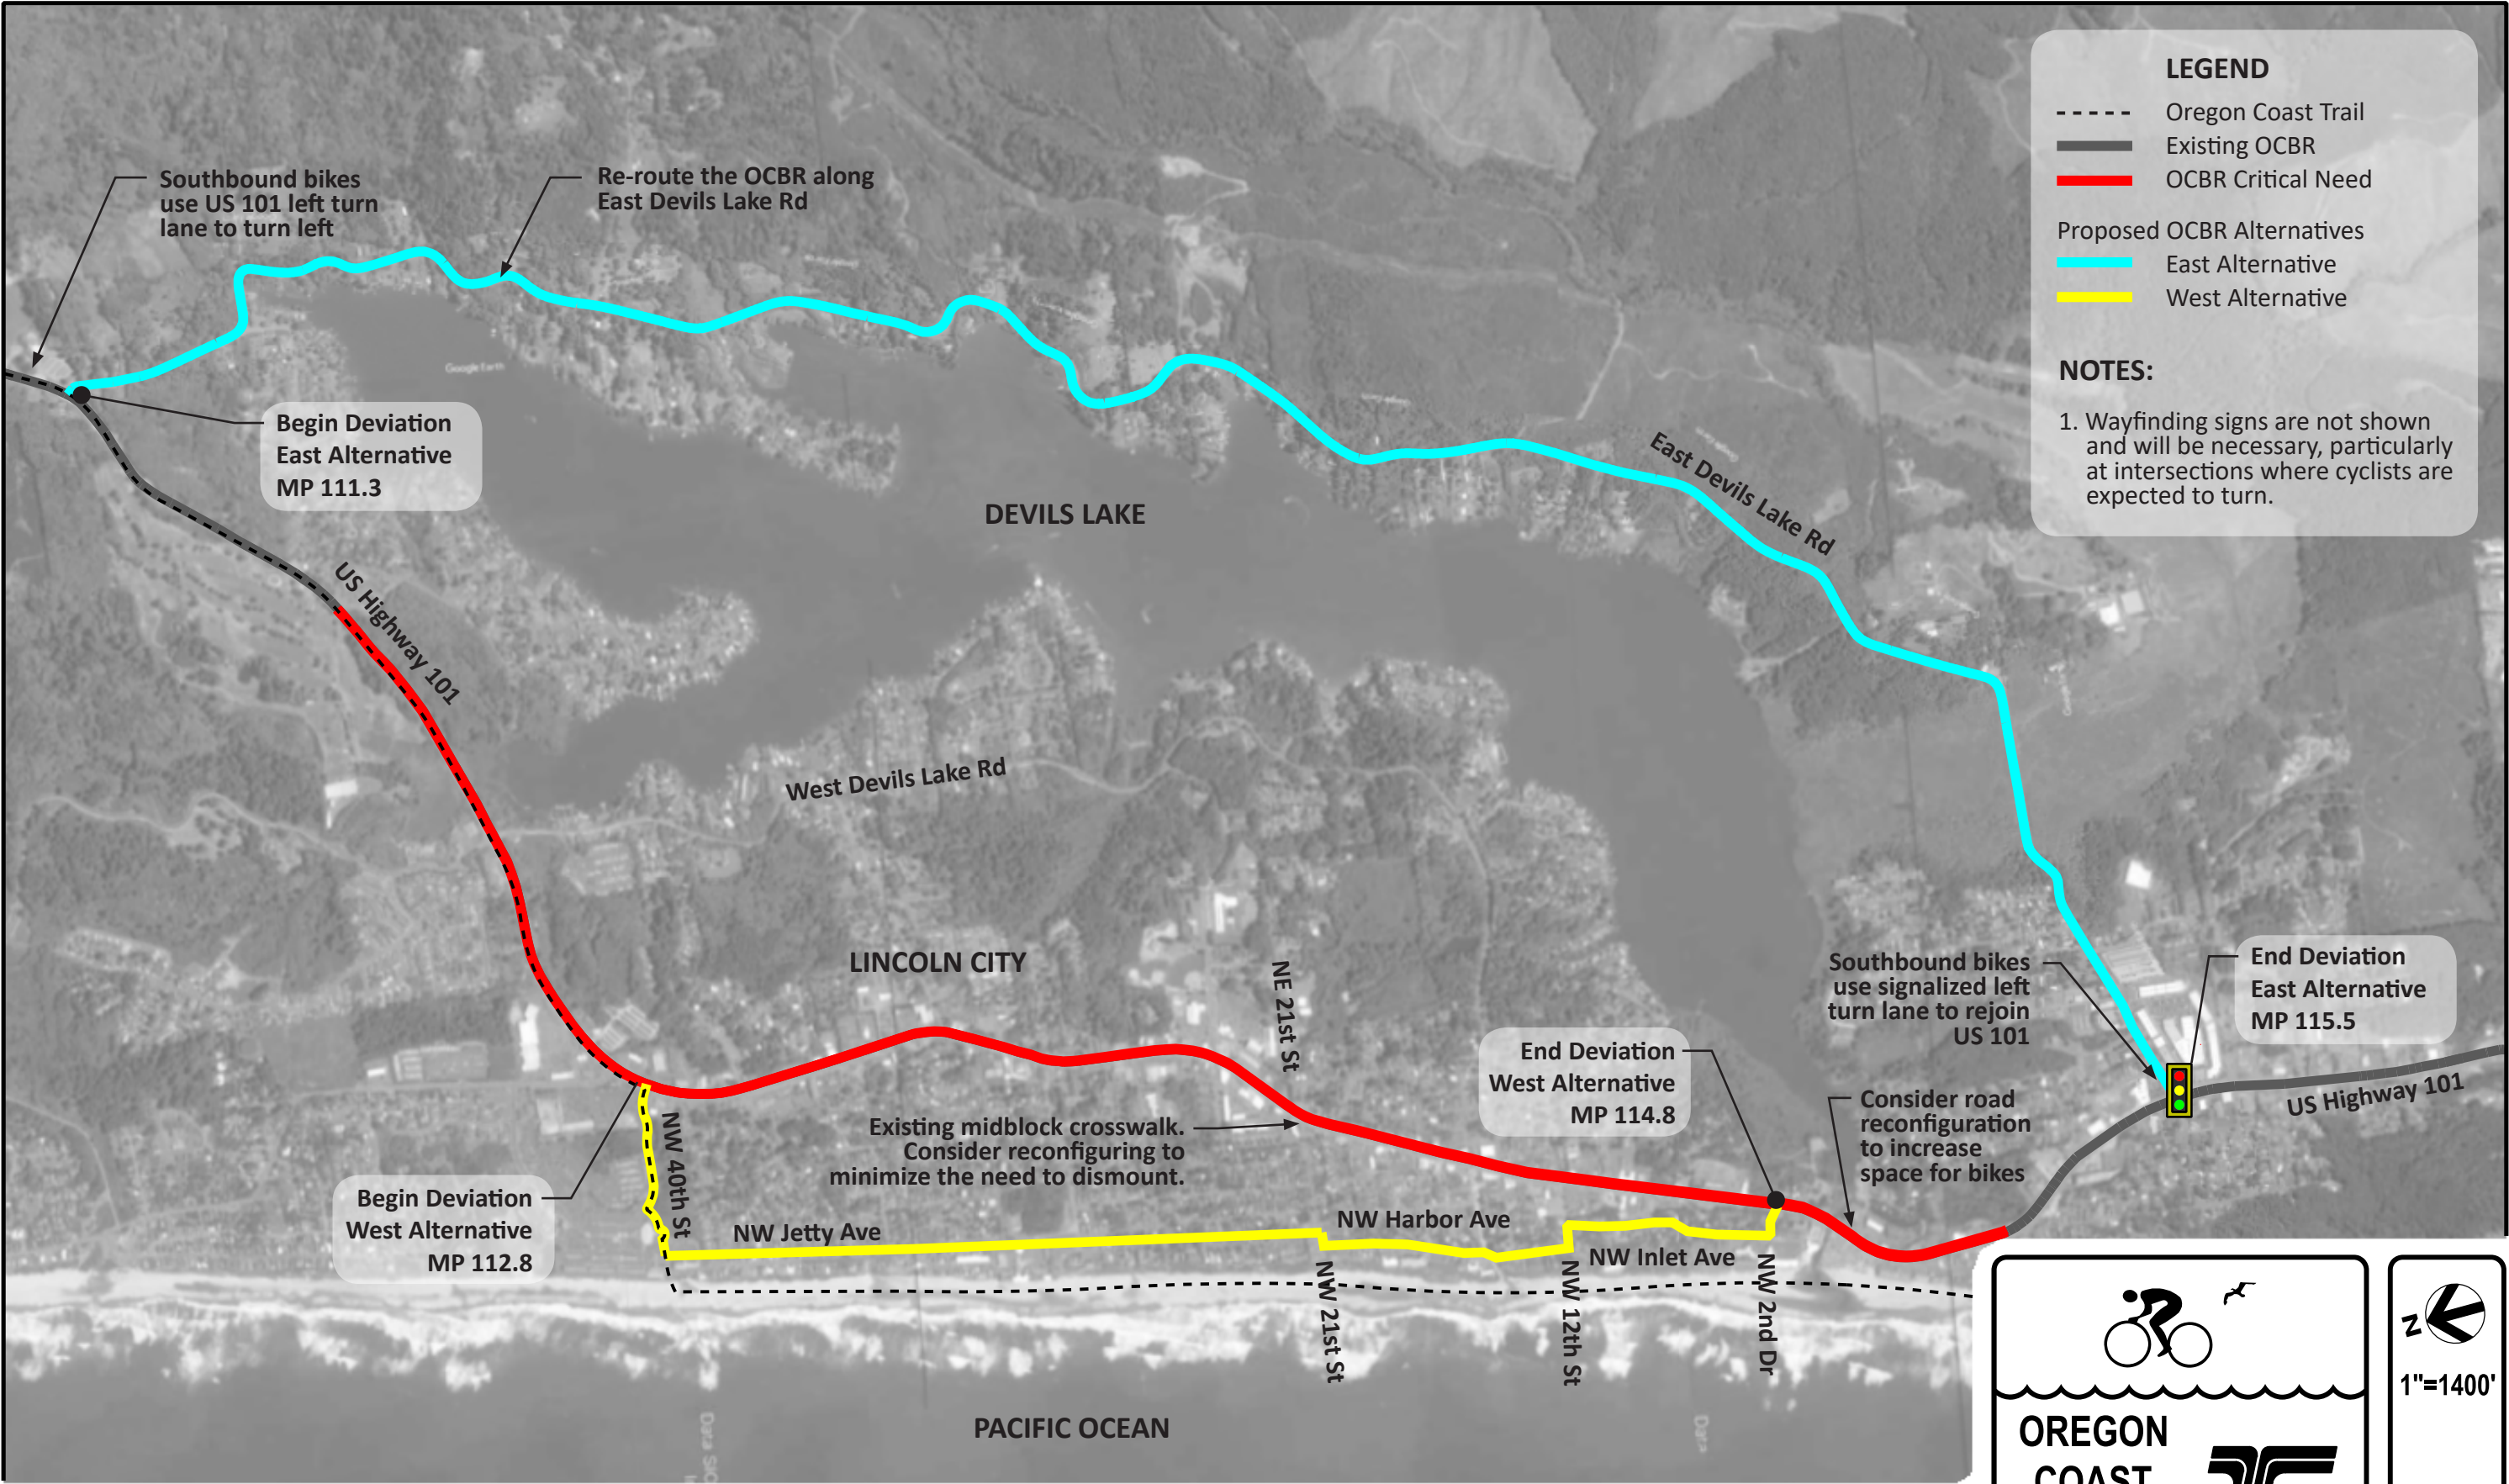 LEGEND
Oregon Coast Trail
Existing OCBR
OCBR Critical Need
Proposed OCBR Alternatives
East Alternative
West Alternative
NOTES:
1. Wayfinding signs are not shown
and will be necessary, particularly
at intersections where cyclists are
expected to turn.
Southbound bikes
use US 101 left turn
lane to turn left
Re-route the OCBR along
East Devils Lake Rd
Google Earth
Begin Deviation
East Alternative
MP 111.3
DEVILS LAKE
East Devils Lake Rd
US Highway 101
West Devils Lake Rd
LINCOLN CITY
NE 21st St
Southbound bikes
use signalized left
turn lane to rejoin
US 101
End Deviation
East Alternative
MP 115.5
End Deviation
West Alternative
MP 114.8
Consider road
reconfiguration
to increase
space for bikes
US Highway 101
Existing midblock crosswalk.
Consider reconfiguring to
minimize the need to dismount.
NW 40th St
Begin Deviation
West Alternative
MP 112.8
NW Jetty Ave
NW Harbor Ave
NW Inlet Ave
NW 21st St
NW 12th St
NW 2nd Dr
PACIFIC OCEAN
Data SIO
Data
OREGON
COAST
N
1"=1400'